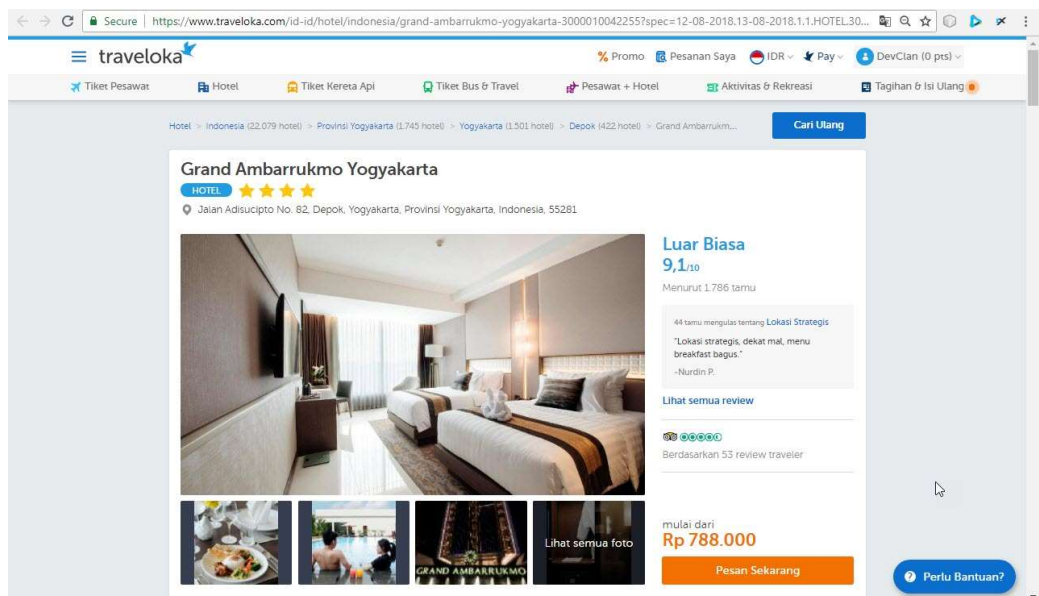 Secure
https://www.traveloka.com/id-id/hotel/indonesia/grand-ambarrukmo-yogyakarta-3000010042255?spec=12-08-2018.13-08-2018.1.1.HOTEL.30...
traveloka
% Promo
Pesanan Saya
IDR
Pay
DevClan (0 pts)
Tiket Pesawat
Hotel
Tiket Kereta Api
Tiket Bus & Travel
Pesawat + Hotel
Aktivitas & Rekreasi
Tagihan & Isi Ulang
Hotel > Indonesia (22.079 hotel) > Provinsi Yogyakarta (1.745 hotel) > Yogyakarta (1.501 hotel) > Depok (422 hotel) > Grand Ambarrukm...
Cari Ulang
Grand Ambarrukmo Yogyakarta
HOTEL
Jalan Adisucipto No. 82, Depok, Yogyakarta, Provinsi Yogyakarta, Indonesia, 55281
Luar Biasa
9,1/10
Menurut 1.786 tamu
44 tamu mengulas tentang Lokasi Strategis
"Lokasi strategis, dekat mal, menu
breakfast bagus."
-Nurdin P.
Lihat semua review
Berdasarkan 53 review traveler
GRAND AMBARRUKMO
Lihat semua foto
mulai dari
Rp 788.000
Pesan Sekarang
? Perlu Bantuan?